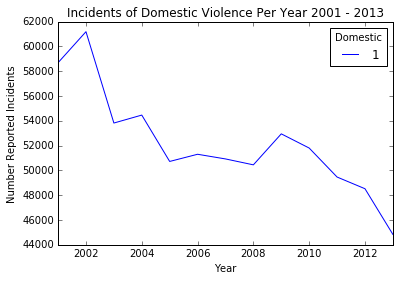 Incidents of Domestic Violence Per Year 2001 - 2013
Domestic
1
62000
60000
58000
56000
54000
52000
50000
48000
46000
44000
Number Reported Incidents
2002 2004 2006 2008 2010 2012
Year